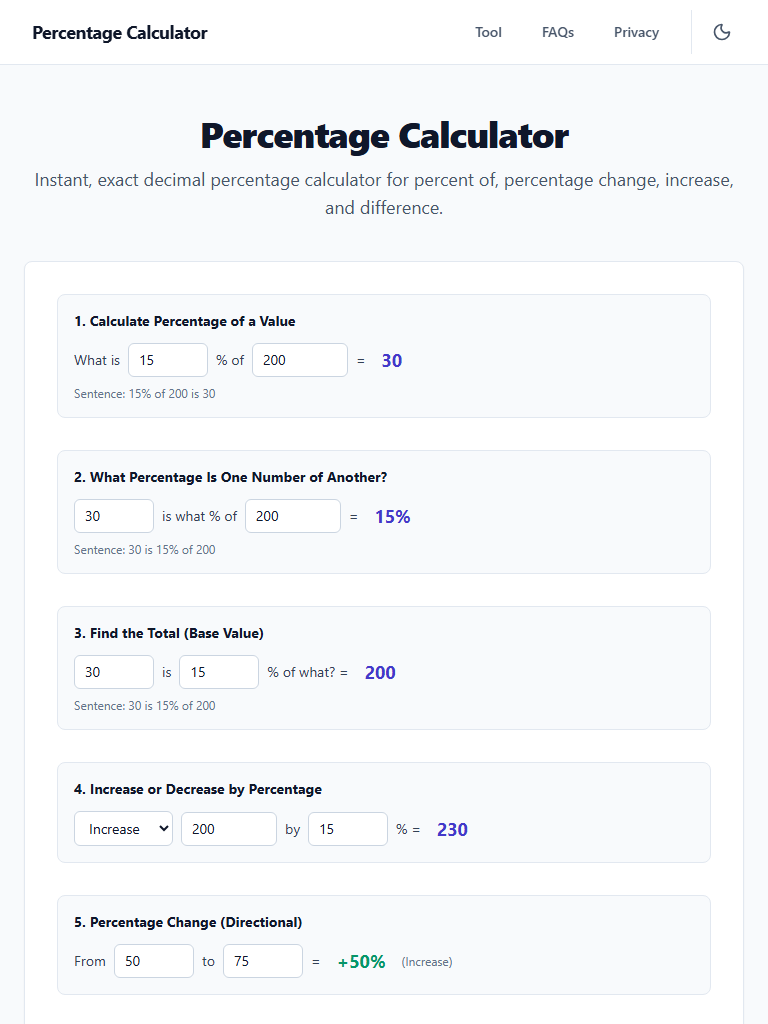 Percentage Calculator
Tool FAQs Privacy
Percentage Calculator
Instant, exact decimal percentage calculator for percent of, percentage change, increase,
and difference.
1. Calculate Percentage of a Value
What is 15 % of 200 = 30
Sentence: 15% of 200 is 30
2. What Percentage Is One Number of Another?
30 is what % of 200 = 15%
Sentence: 30 is 15% of 200
3. Find the Total (Base Value)
30 is 15 % of what? = 200
Sentence: 30 is 15% of 200
4. Increase or Decrease by Percentage
Increase 200 by 15 % = 230
5. Percentage Change (Directional)
From 50 to 75 = +50% (Increase)